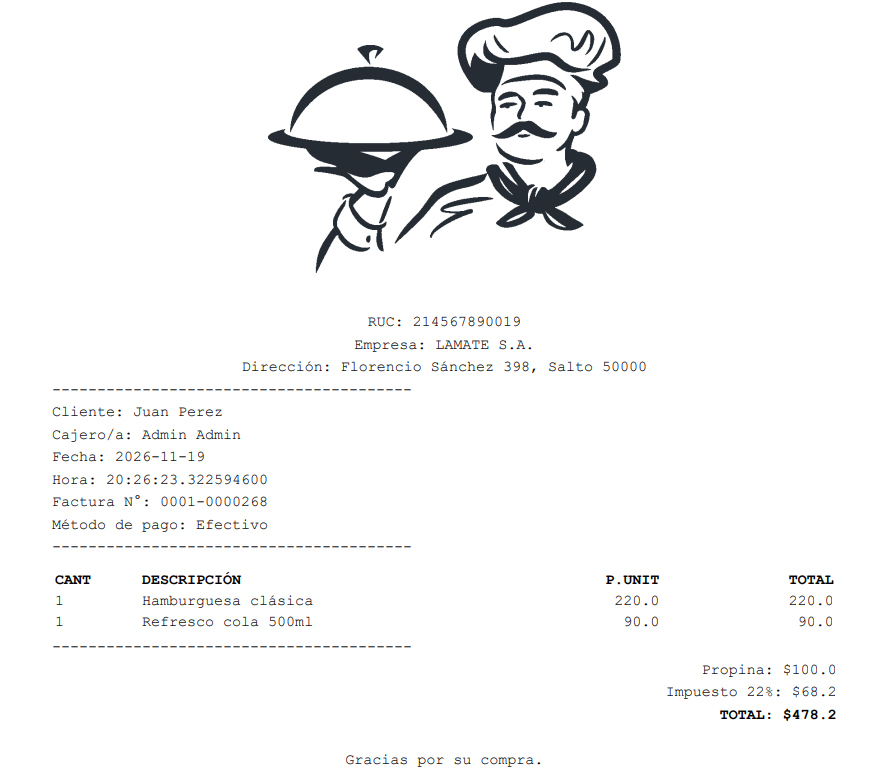 RUC: 214567890019
Empresa: LAMATE S.A.
Dirección: Florencio Sánchez 398, Salto 50000
----------------------------------------
Cliente: Juan Perez
Cajero/a: Admin Admin
Fecha: 2026-11-19
Hora: 20:26:23.322594600
Factura N°: 0001-0000268
Método de pago: Efectivo
----------------------------------------
CANT DESCRIPCIÓN P.UNIT TOTAL
1 Hamburguesa clásica 220.0 220.0
1 Refresco cola 500ml 90.0 90.0
----------------------------------------
Propina: $100.0
Impuesto 22%: $68.2
TOTAL: $478.2
Gracias por su compra.